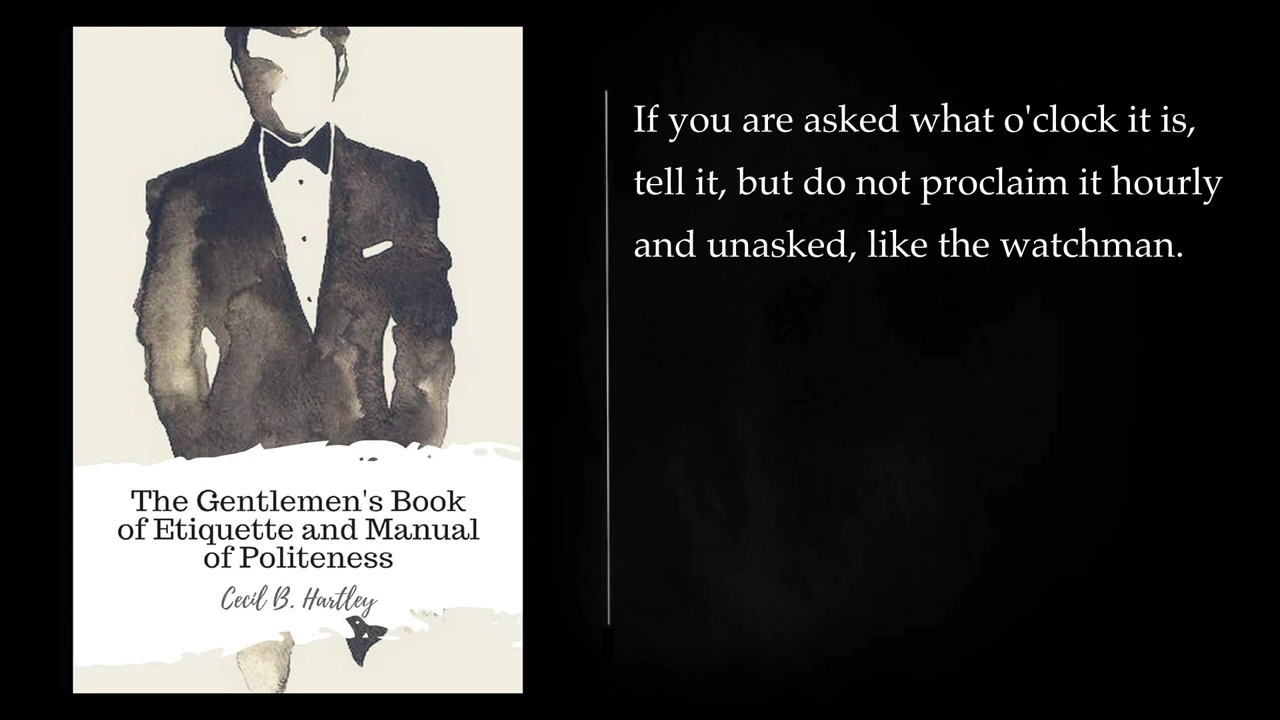 The Gentlemen's Book
of Etiquette and Manual
of Politeness
Cecil B. Hartley
If you are asked what o'clock it is,
tell it, but do not proclaim it hourly
and unasked, like the watchman.